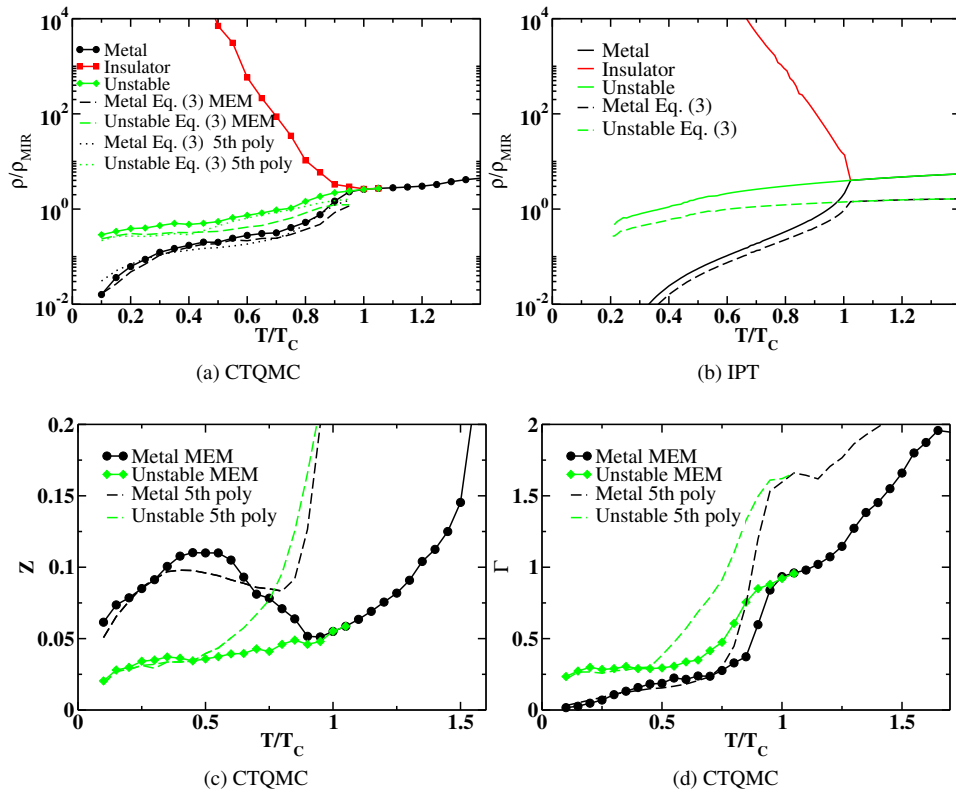 10^4
10^2
10^0
10^-2
ρ/ρ_MIR
Metal
Insulator
Unstable
Metal Eq. (3) MEM
Unstable Eq. (3) MEM
Metal Eq. (3) 5th poly
Unstable Eq. (3) 5th poly
0 0.2 0.4 0.6 0.8 1 1.2
T/T_C
(a) CTQMC
10^4
10^2
10^0
10^-2
ρ/ρ_MIR
Metal
Insulator
Unstable
Metal Eq. (3)
Unstable Eq. (3)
0 0.2 0.4 0.6 0.8 1 1.2
T/T_C
(b) IPT
0.2
0.15
0.1
0.05
0
Z
Metal MEM
Unstable MEM
Metal 5th poly
Unstable 5th poly
0 0.5 1 1.5
T/T_C
(c) CTQMC
2
1.5
1
0.5
0
Γ
Metal MEM
Unstable MEM
Metal 5th poly
Unstable 5th poly
0 0.5 1 1.5
T/T_C
(d) CTQMC